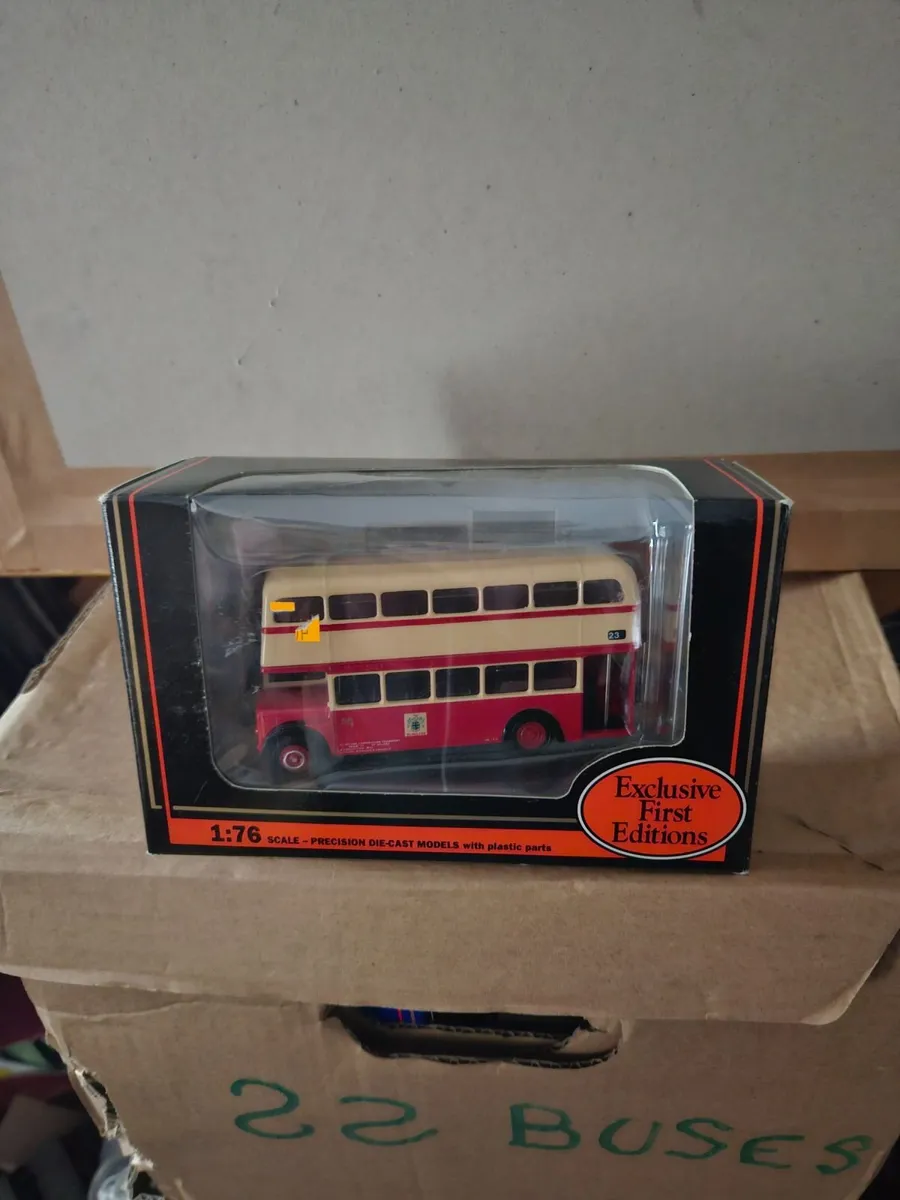 23
Exclusive
First
Editions
1:76 SCALE – PRECISION DIE-CAST MODELS with plastic parts
22 BUSES